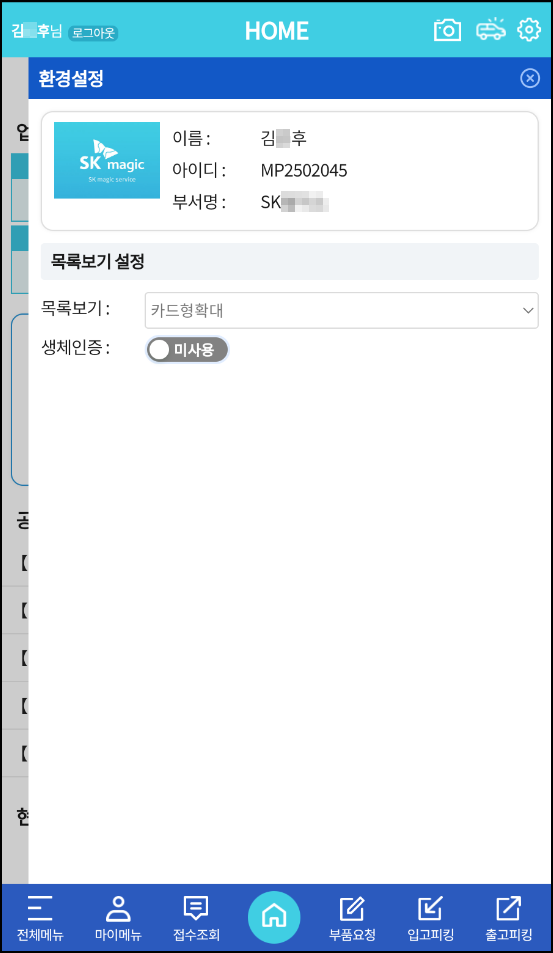 김 후님 로그아웃 HOME
환경설정
SK magic
SK magic service
이름 : 김 후
아이디 : MP2502045
부서명 : SK
목록보기 설정
목록보기 : 카드형확대
생체인증 : 미사용
업
공
【
【
【
【
【
현
전체메뉴 마이메뉴 접수조회 부품요청 입고피킹 출고피킹